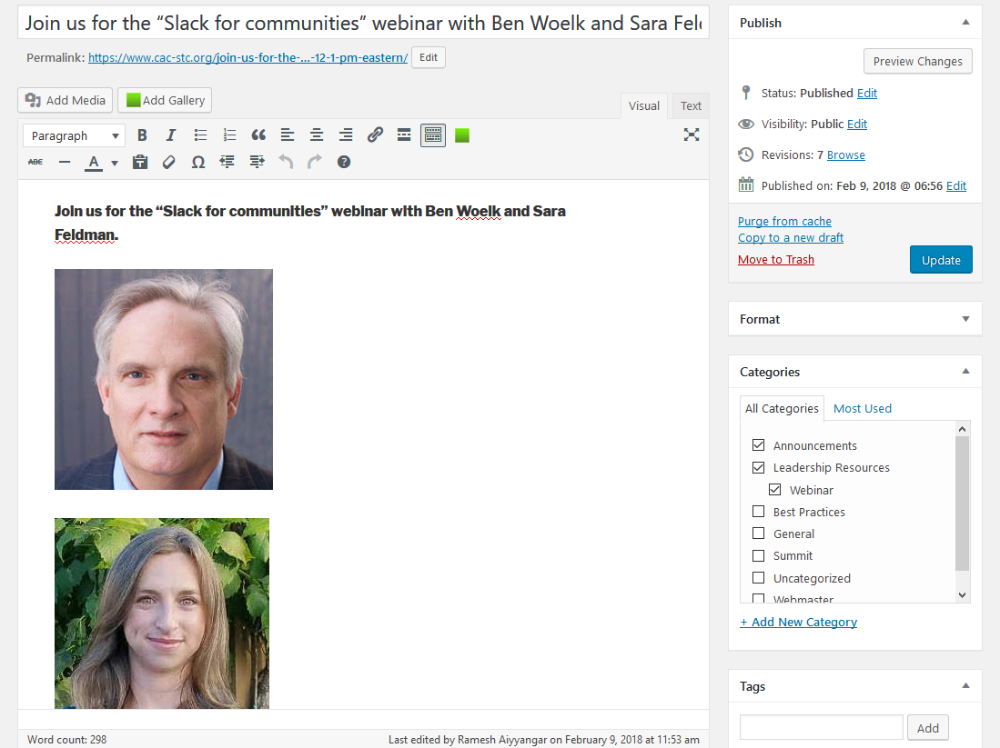 Join us for the “Slack for communities” webinar with Ben Woelk and Sara Fel
Permalink: https://www.cac-stc.org/join-us-for-the-...-12-1-pm-eastern/ Edit
Add Media Add Gallery
Visual Text
Paragraph B I
ABC A
Join us for the “Slack for communities” webinar with Ben Woelk and Sara
Feldman.
Word count: 298
Last edited by Ramesh Aiyyangar on February 9, 2018 at 11:53 am
Publish
Preview Changes
Status: Published Edit
Visibility: Public Edit
Revisions: 7 Browse
Published on: Feb 9, 2018 @ 06:56 Edit
Purge from cache
Copy to a new draft
Move to Trash
Update
Format
Categories
All Categories Most Used
Announcements
Leadership Resources
Webinar
Best Practices
General
Summit
Uncategorized
Webmaster
+ Add New Category
Tags
Add